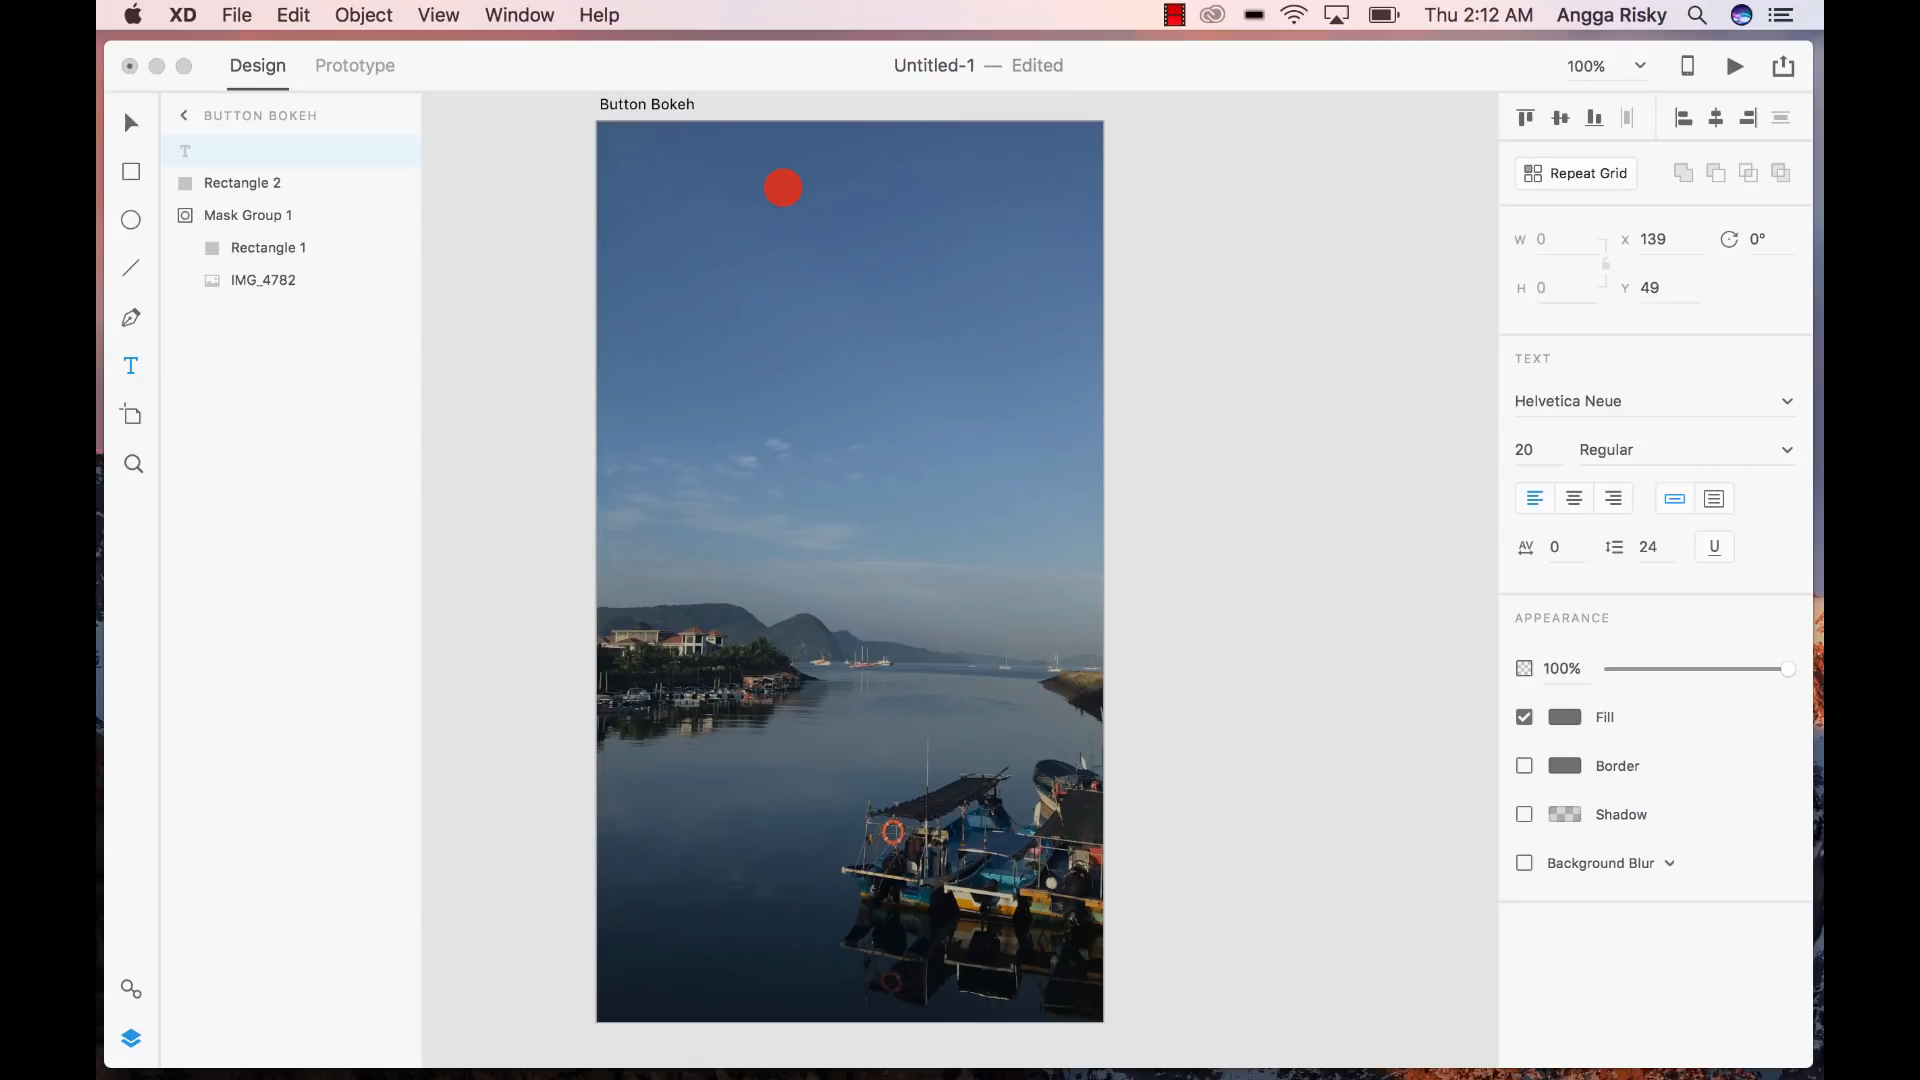 XD File Edit Object View Window Help
Thu 2:12 AM Angga Risky
Design Prototype
Untitled-1 — Edited
100%
BUTTON BOKEH
T
Rectangle 2
Mask Group 1
Rectangle 1
IMG_4782
T
Button Bokeh
Repeat Grid
W 0 X 139 0°
H 0 Y 49
TEXT
Helvetica Neue
20 Regular
AV 0 24 U
APPEARANCE
100%
Fill
Border
Shadow
Background Blur